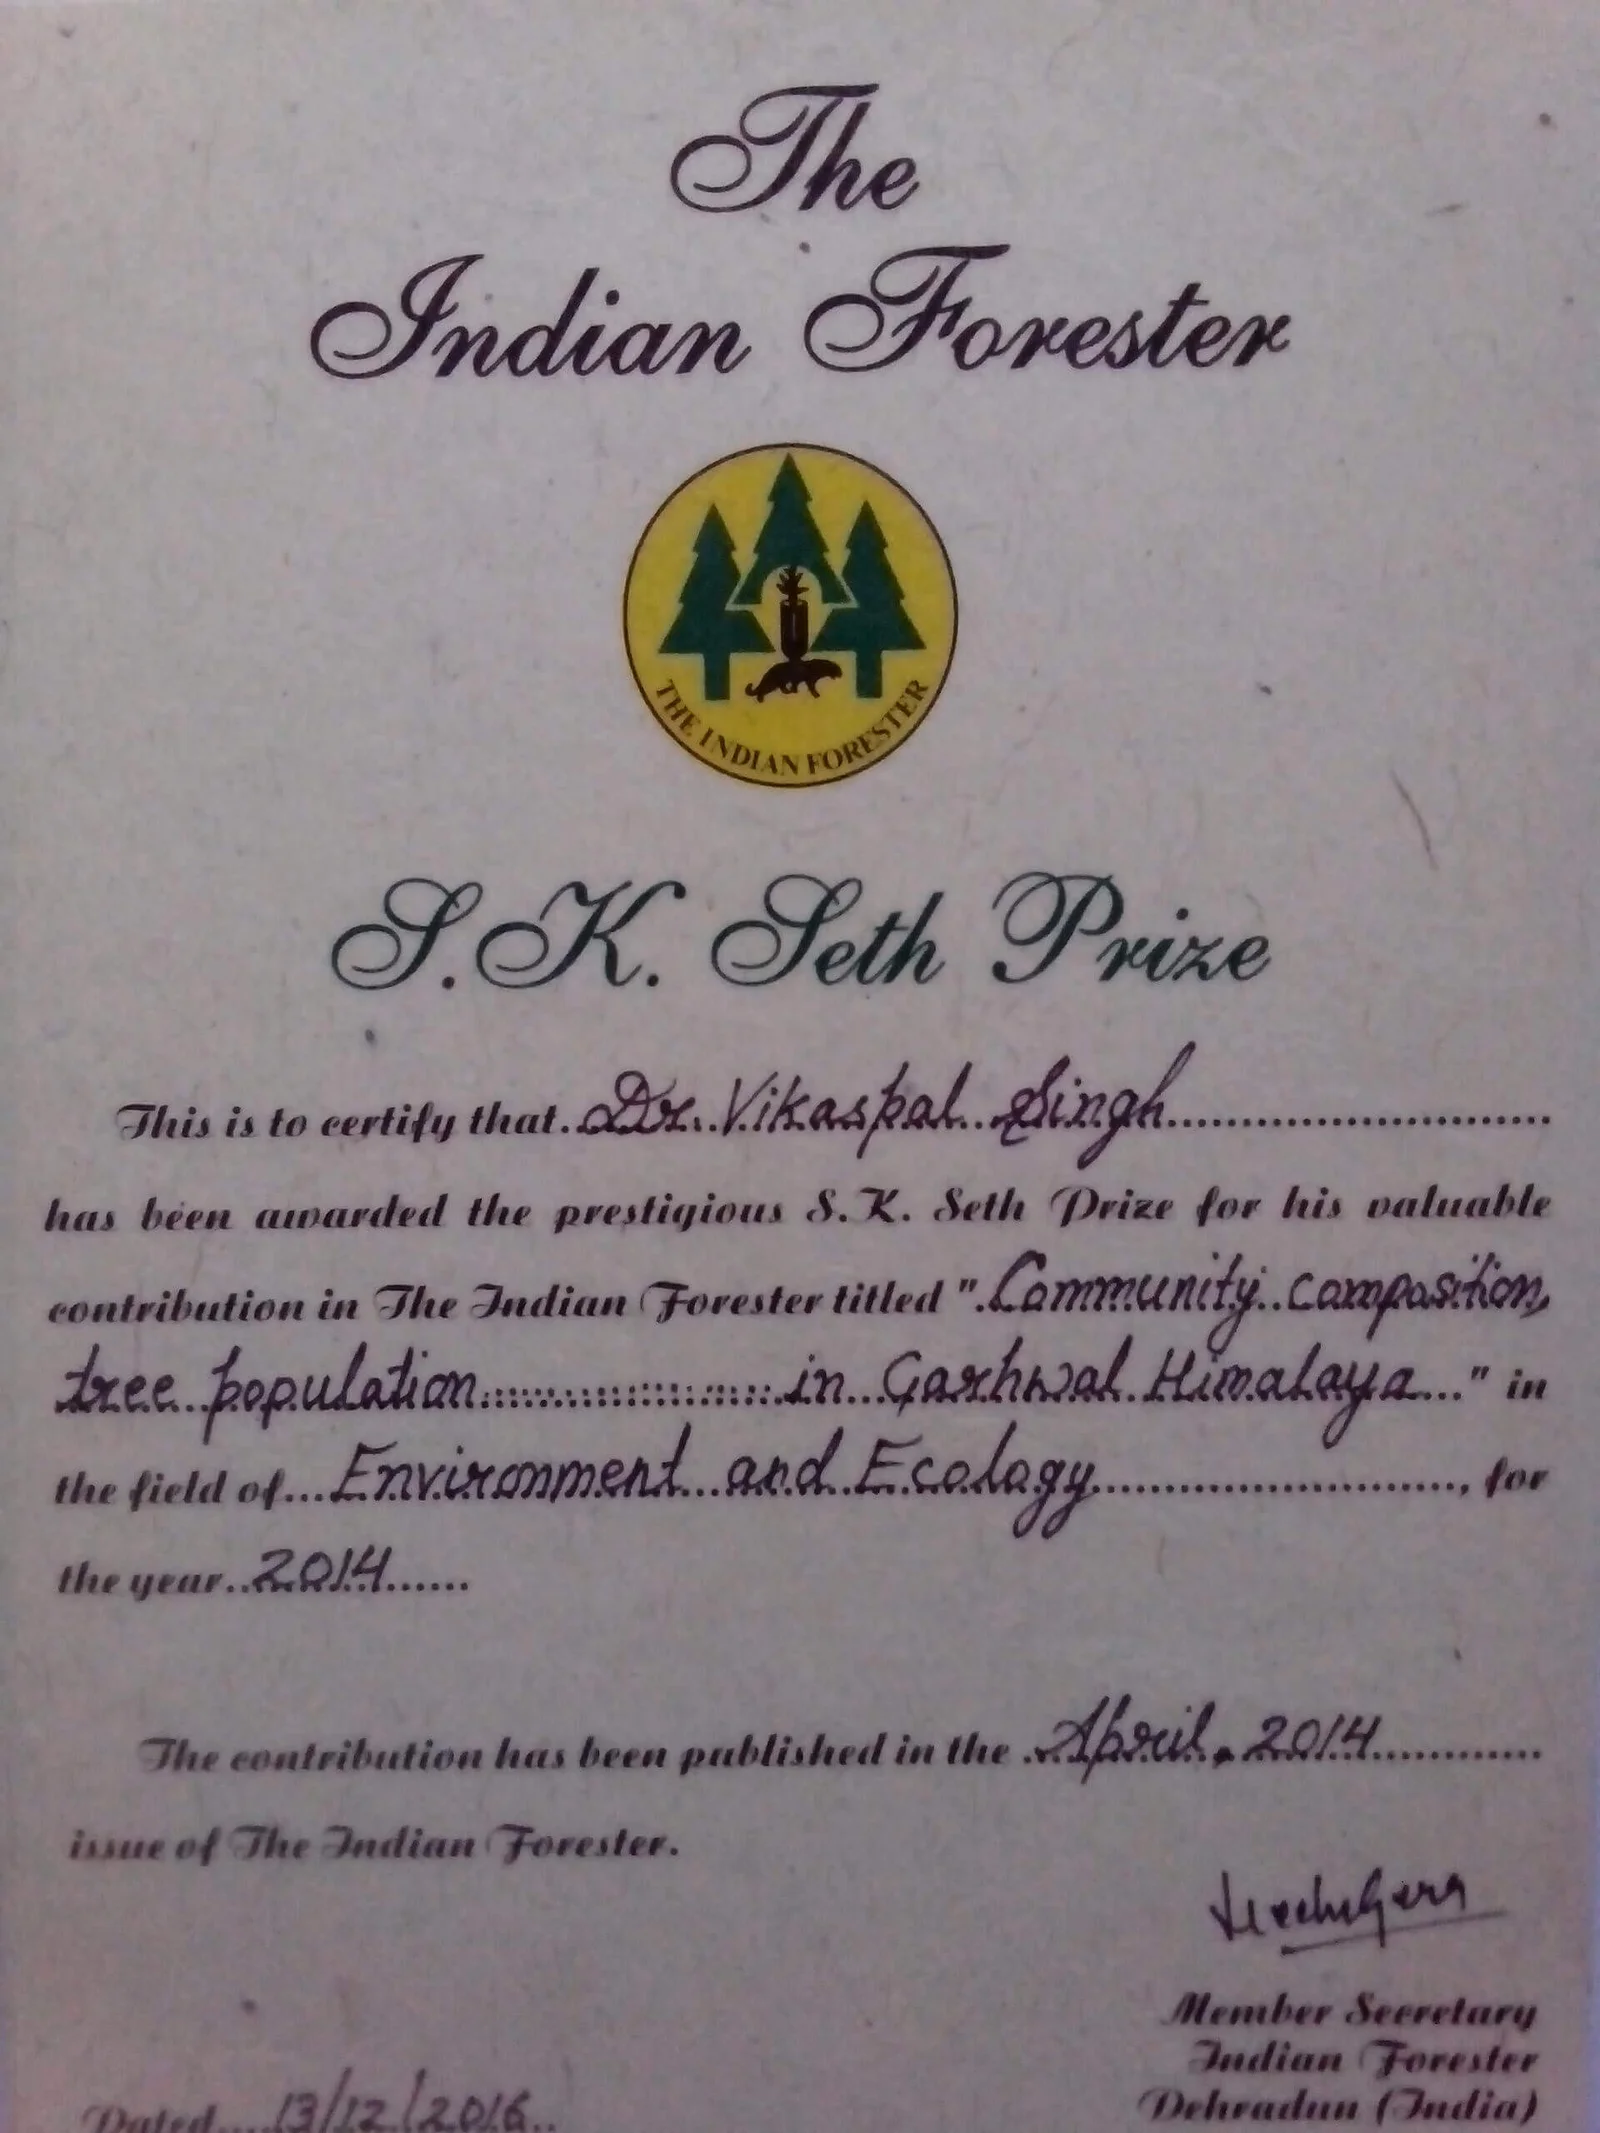 The
Indian Forester
THE INDIAN FORESTER
S.K. Seth Prize
This is to certify that..Dr..Vikaspal..Singh..........................
has been awarded the prestigious S.K. Seth Prize for his valuable
contribution in The Indian Forester titled "..Community..composition,
tree..population::::::::::::::::::::::in...Garhwal.Himalaya..." in
the field of...Environment...and..Ecology........................., for
the year..2014......
The contribution has been published in the ..April, 2014.............
issue of The Indian Forester.
Member Secretary
Indian Forester
Dehradun (India)
Dated....13/12/2016..